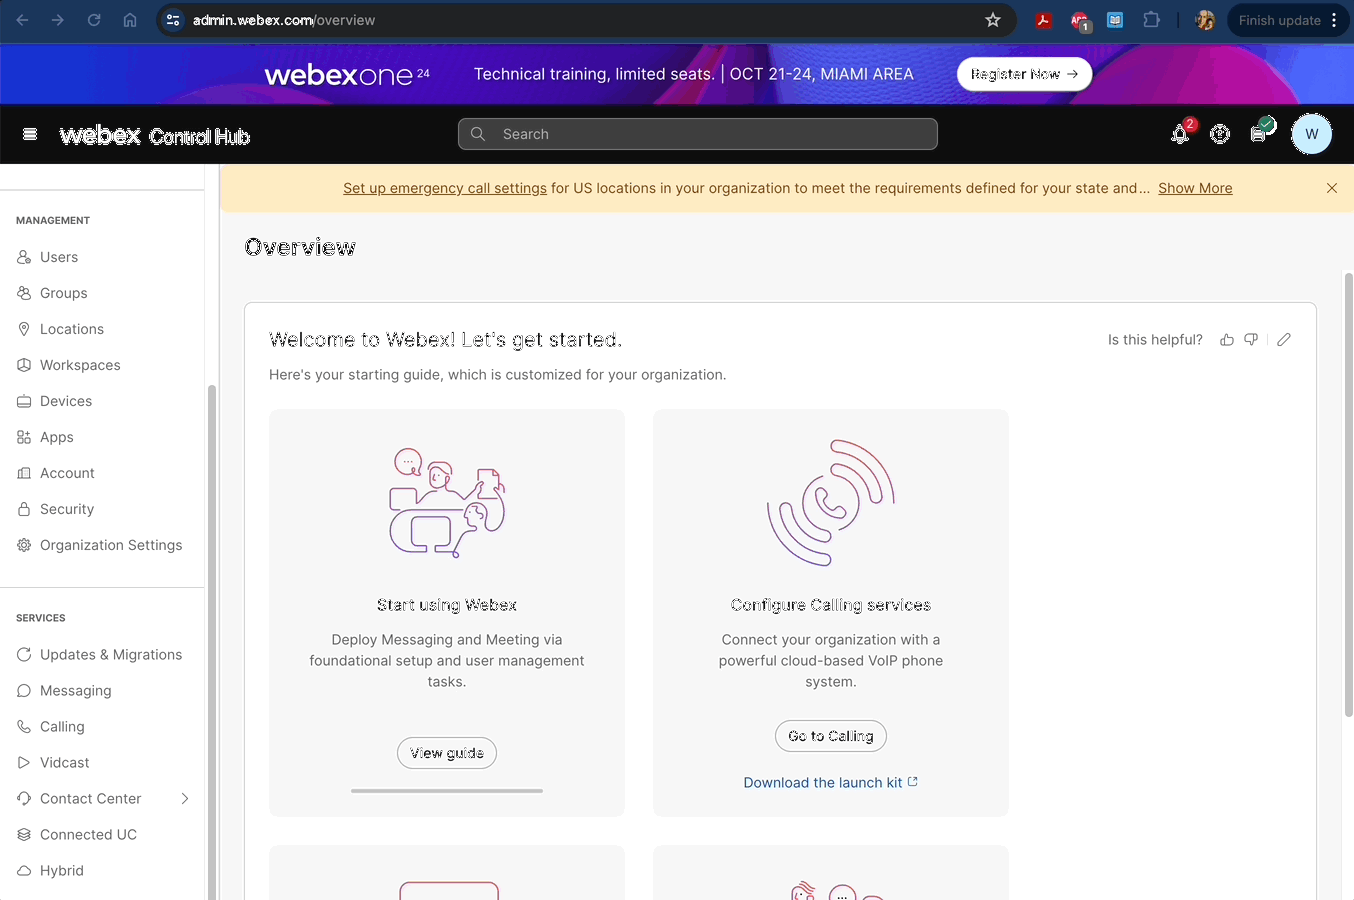 admin.webex.com/overview
1
Finish update
webexone 24
Technical training, limited seats. | OCT 21-24, MIAMI AREA
Register Now →
webex Control Hub
Search
2
W
Set up emergency call settings for US locations in your organization to meet the requirements defined for your state and... Show More
MANAGEMENT
Users
Groups
Locations
Workspaces
Devices
Apps
Account
Security
Organization Settings
SERVICES
Updates & Migrations
Messaging
Calling
Vidcast
Contact Center
Connected UC
Hybrid
Overview
Welcome to Webex! Let's get started.
Is this helpful?
Here's your starting guide, which is customized for your organization.
Start using Webex
Deploy Messaging and Meeting via
foundational setup and user management
tasks.
View guide
Configure Calling services
Connect your organization with a
powerful cloud-based VoIP phone
system.
Go to Calling
Download the launch kit